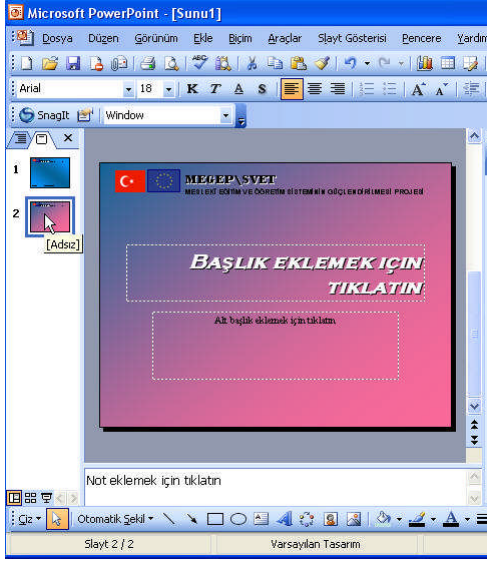 Microsoft PowerPoint - [Sunu1]
Dosya Düzen Görünüm Ekle Biçim Araçlar Slayt Gösterisi Pencere Yardım
Arial 18 K T A S A A
SnagIt Window
1
2
[Adsız]
MEGEP\SVET
MESLEKİ EĞİTİM VE ÖĞRETİM SİSTEMİNİN GÜÇLENDİRİLMESİ PROJESİ
BAŞLIK EKLEMEK IÇIN
TIKLATIN
Alt başlık eklemek için tıklatın
Not eklemek için tıklatın
Çiz Otomatik Şekil A
Slayt 2 / 2 Varsayılan Tasarım